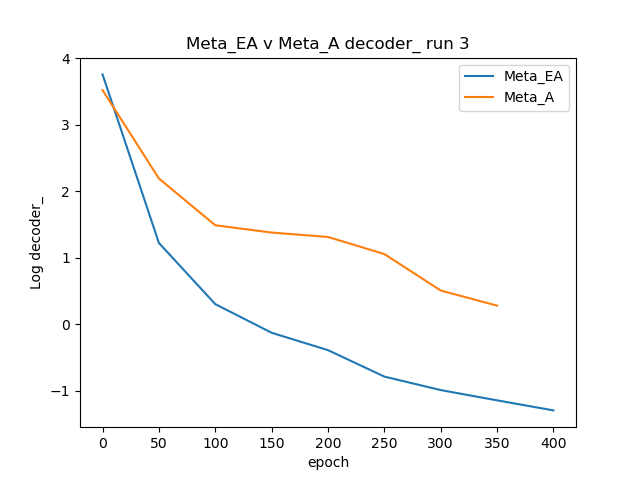 Meta_EA v Meta_A decoder_ run 3
Meta_EA
Meta_A
4
3
2
1
0
−1
Log decoder_
0 50 100 150 200 250 300 350 400
epoch